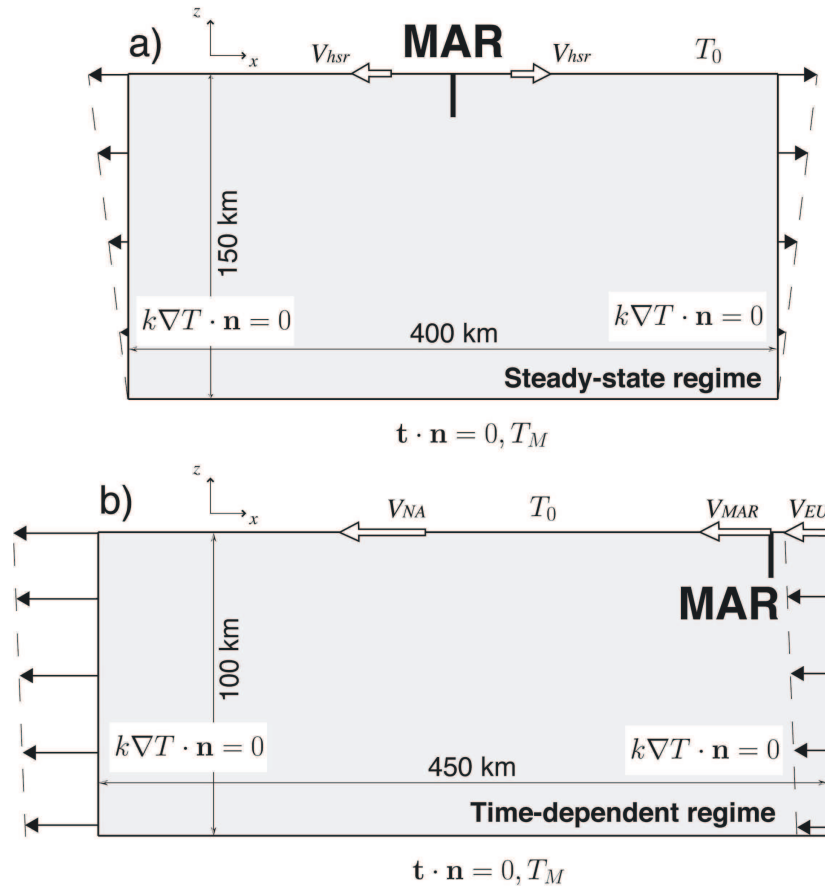 z
a) MAR
x V_hsr V_hsr T_0
150 km
k∇T · n = 0 k∇T · n = 0
400 km
Steady-state regime
t · n = 0, T_M
z
b) x V_NA T_0 V_MAR V_EU
MAR
100 km
k∇T · n = 0 k∇T · n = 0
450 km
Time-dependent regime
t · n = 0, T_M